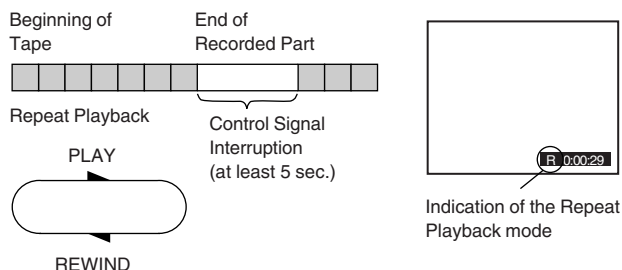 Beginning of
Tape
End of
Recorded Part
Repeat Playback
Control Signal
Interruption
(at least 5 sec.)
PLAY
REWIND
R 0:00:29
Indication of the Repeat
Playback mode